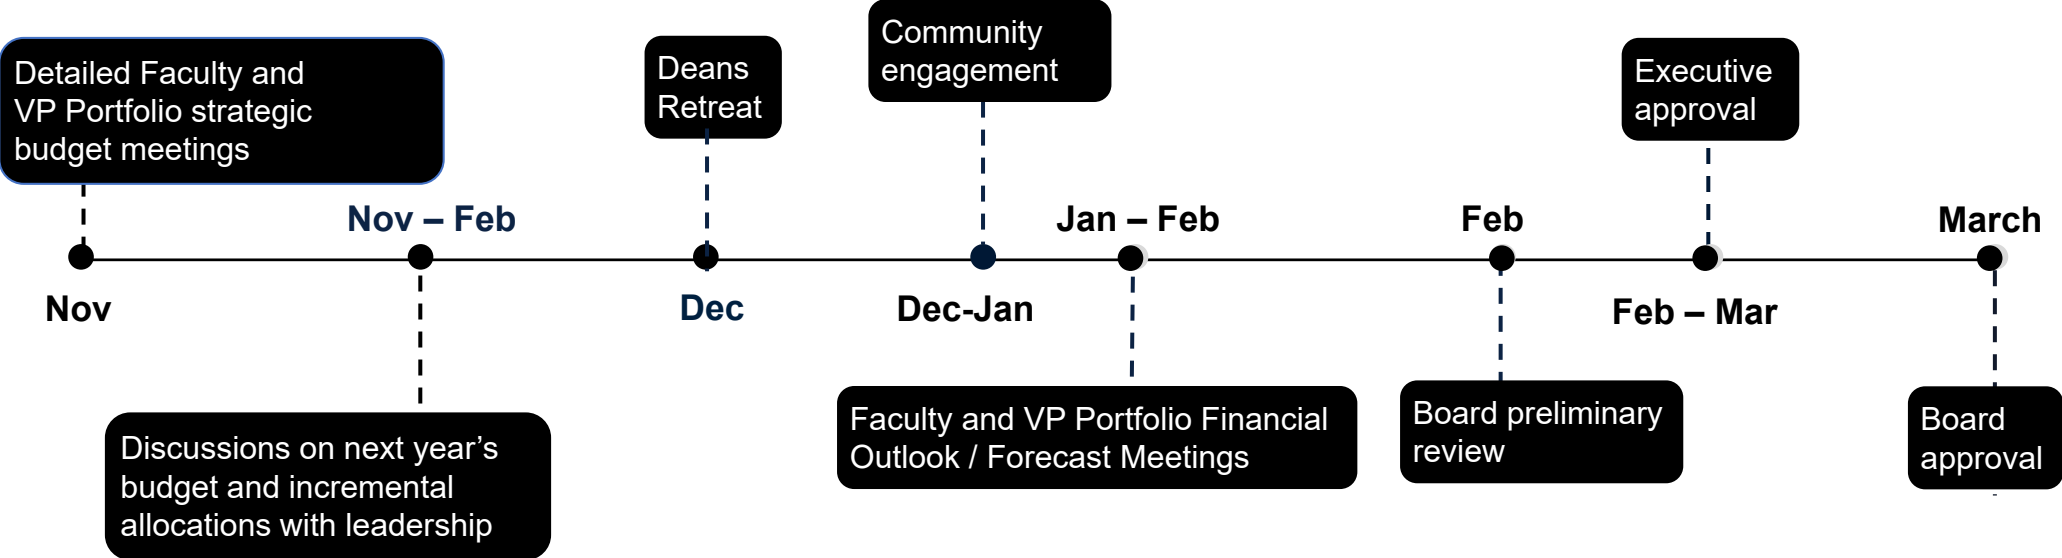 Detailed Faculty and
VP Portfolio strategic
budget meetings
Nov
Nov – Feb
Discussions on next year’s
budget and incremental
allocations with leadership
Deans
Retreat
Dec
Community
engagement
Dec-Jan
Jan – Feb
Faculty and VP Portfolio Financial
Outlook / Forecast Meetings
Feb
Board preliminary
review
Executive
approval
Feb – Mar
March
Board
approval